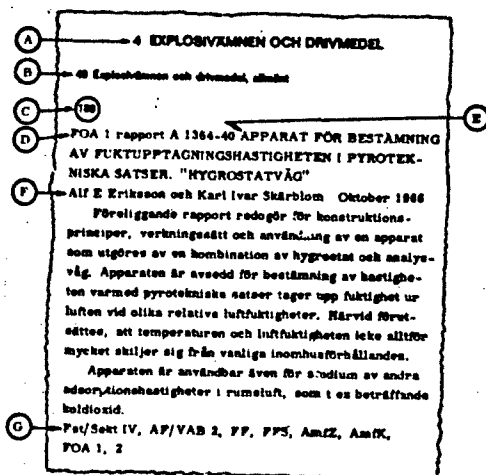 A 4 EXPLOSIVÄMNEN OCH DRIVMEDEL
B 40 Explosivämnen och drivmedel, allmänt
C
E
D FOA 1 rapport A 1364-40 APPARAT FÖR BESTÄMNING
AV FUKTUPPTAGNINGSHASTIGHETEN I PYROTEK-
NISKA SATSER. "HYGROSTATVÅG"
F Alf E Eriksson och Karl Ivar Skärblom Oktober 1966
Föreliggande rapport redogör för konstruktions-
principer, verkningssätt och användning av en apparat
som utgöres av en kombination av hygrostat och analys-
våg. Apparaten är avsedd för bestämning av hastighe-
ten varmed pyrotekniska satser tager upp fuktighet ur
luften vid olika relativa luftfuktigheter. Härvid förut-
sättes, att temperaturen och luftfuktigheten icke alltför
mycket skiljer sig från vanliga inomhusförhållanden.
Apparaten är användbar även för studium av andra
adsorptionshastigheter i rumsluft, som t ex beträffande
koldioxid.
G Fst/Sekt IV, AF/VAB 2, FF, FFS, AmfZ, AmfK,
FOA 1, 2